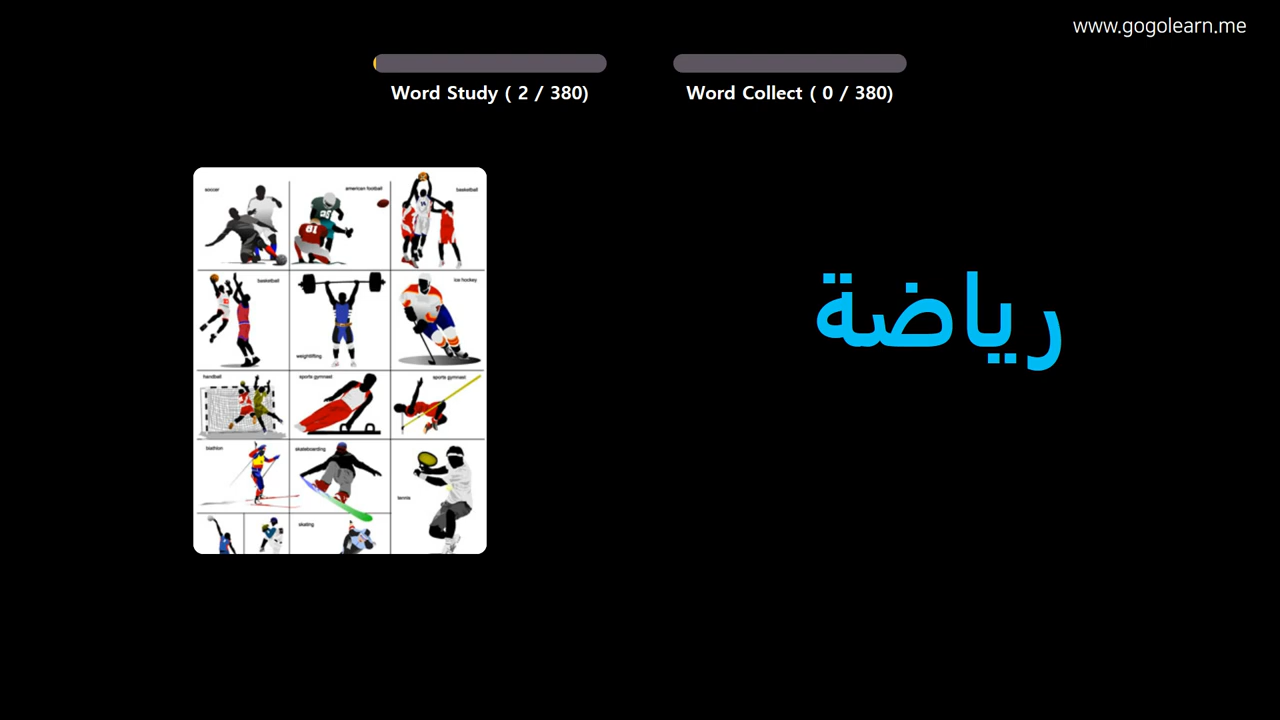 www.gogolearn.me
Word Study ( 2 / 380)
Word Collect ( 0 / 380)
soccer
american football
basketball
basketball
weightlifting
ice hockey
handball
sports gymnast
sports gymnast
biathlon
skateboarding
tennis
skating
رياضة
81